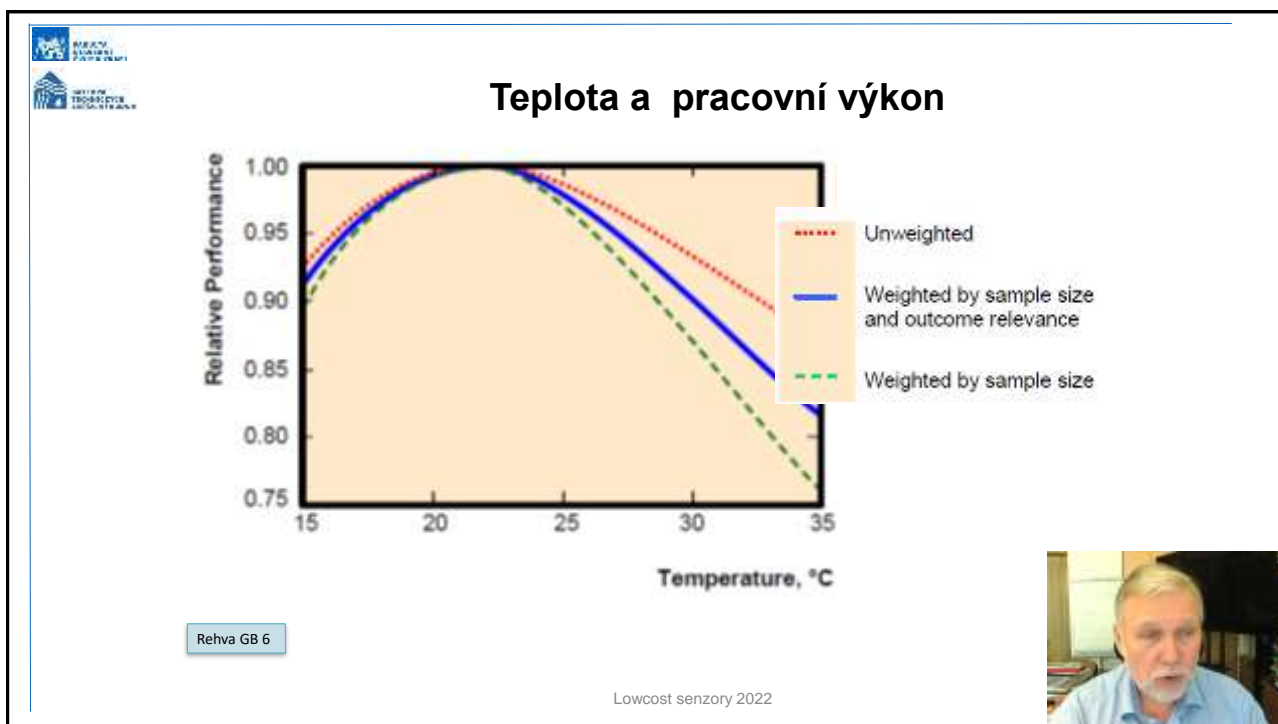 Teplota a pracovní výkon
Relative Performance
1.00
0.95
0.90
0.85
0.80
0.75
15
20
25
30
35
Temperature, °C
Unweighted
Weighted by sample size
and outcome relevance
Weighted by sample size
Rehva GB 6
Lowcost senzory 2022